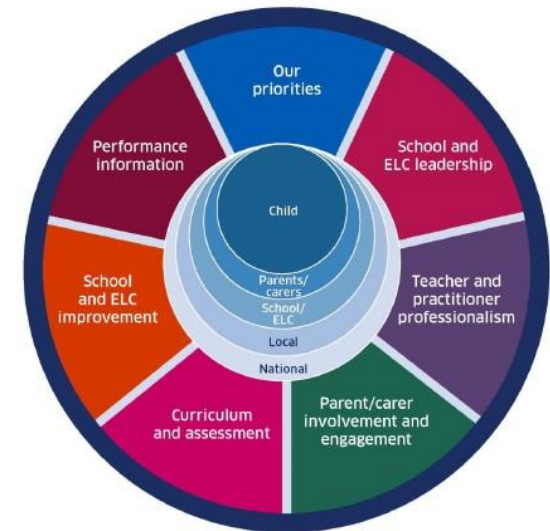 Our
priorities
School and
ELC leadership
Teacher and
practitioner
professionalism
Parent/carer
involvement and
engagement
Curriculum
and assessment
School
and ELC
improvement
Performance
information
Child
Parents/
carers
School/
ELC
Local
National